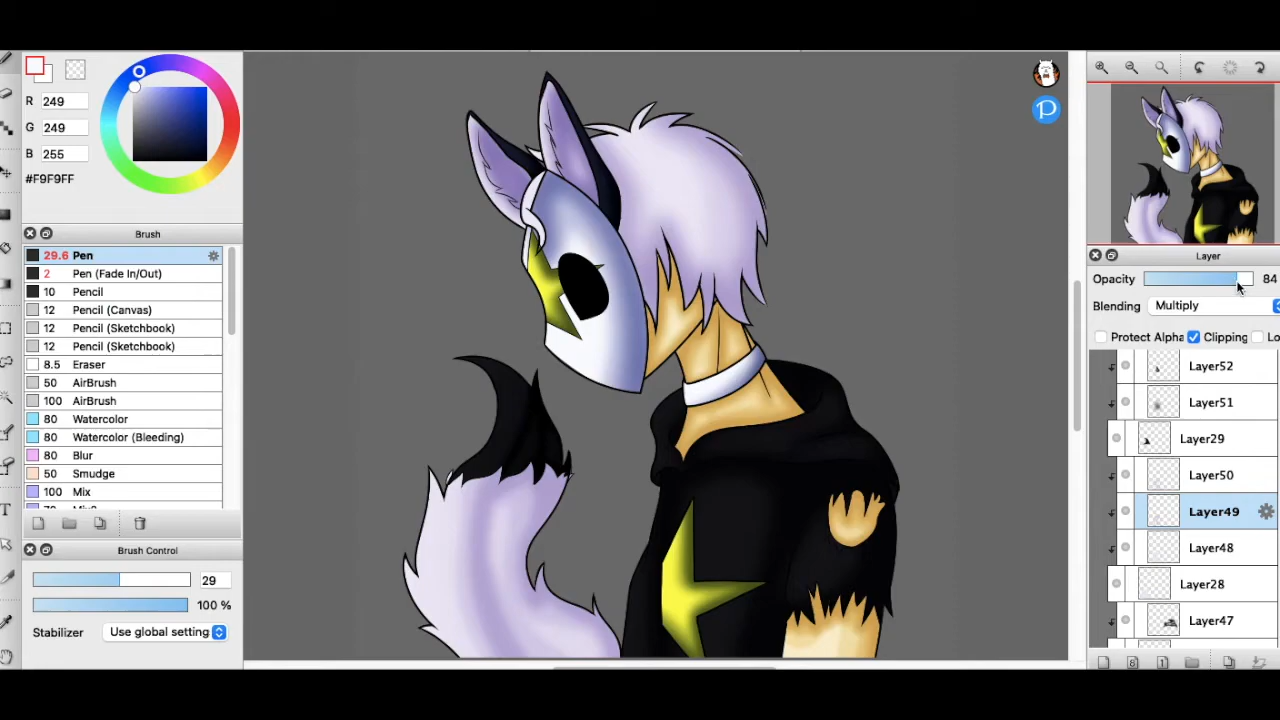 R 249
G 249
B 255
#F9F9FF
Brush
29.6 Pen
2 Pen (Fade In/Out)
10 Pencil
12 Pencil (Canvas)
12 Pencil (Sketchbook)
12 Pencil (Sketchbook)
8.5 Eraser
50 AirBrush
100 AirBrush
80 Watercolor
80 Watercolor (Bleeding)
80 Blur
50 Smudge
100 Mix
Brush Control
29
100 %
Stabilizer Use global setting
P
Layer
Opacity 84
Blending Multiply
Protect Alpha Clipping Lo
Layer52
Layer51
Layer29
Layer50
Layer49
Layer48
Layer28
Layer47
8 1
T